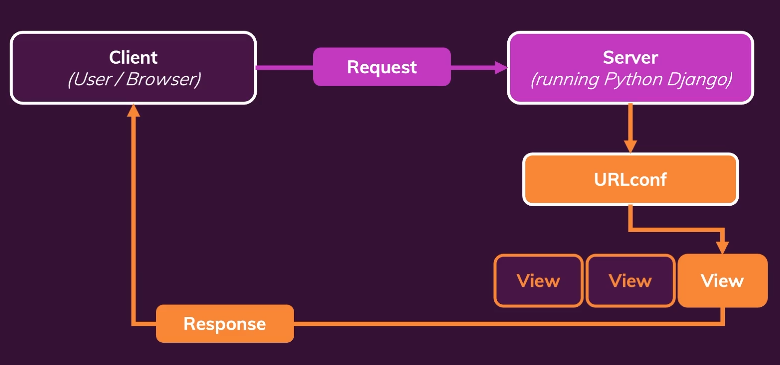 Client
(User / Browser)
Request
Server
(running Python Django)
URLconf
View
View
View
Response